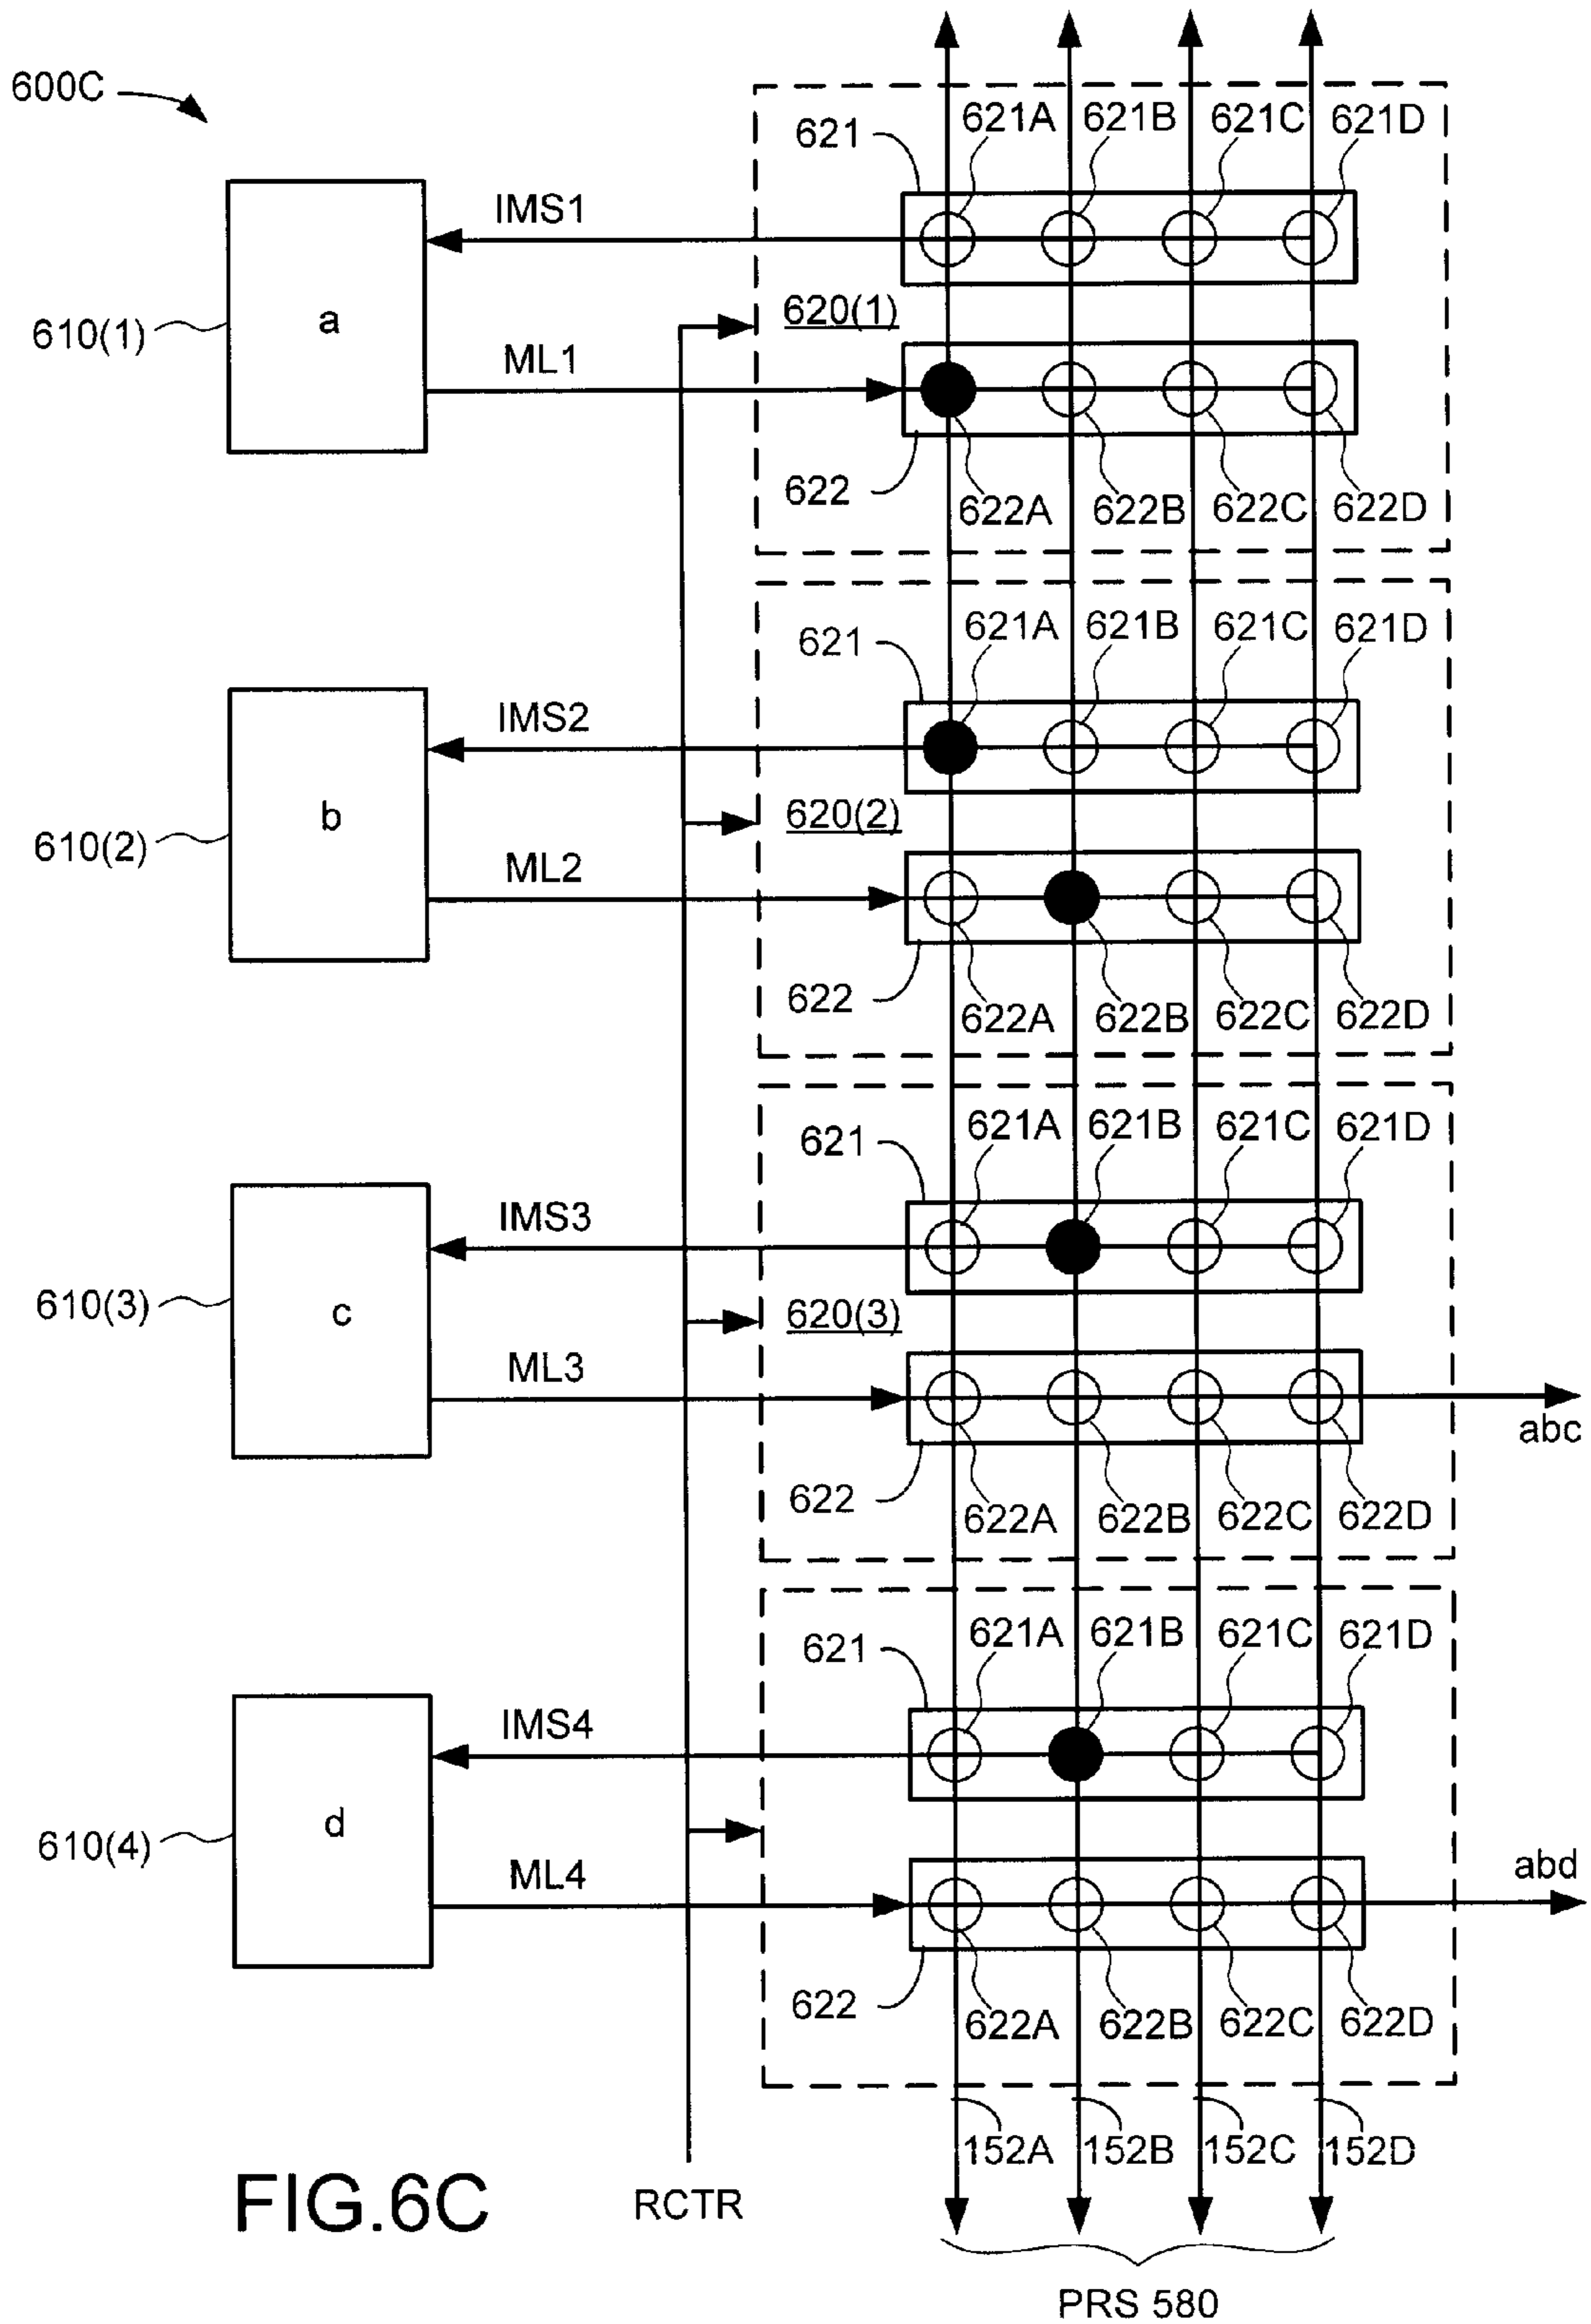 600C
621A 621B 621C 621D
621
IMS1
610(1)
a
620(1)
ML1
622
622A 622B 622C 622D
621A 621B 621C 621D
621
IMS2
610(2)
b
620(2)
ML2
622
622A 622B 622C 622D
621A 621B 621C 621D
621
IMS3
610(3)
c
620(3)
ML3
abc
622
622A 622B 622C 622D
621A 621B 621C 621D
621
IMS4
610(4)
d
ML4
abd
622
622A 622B 622C 622D
152A 152B 152C 152D
FIG.6C
RCTR
PRS 580